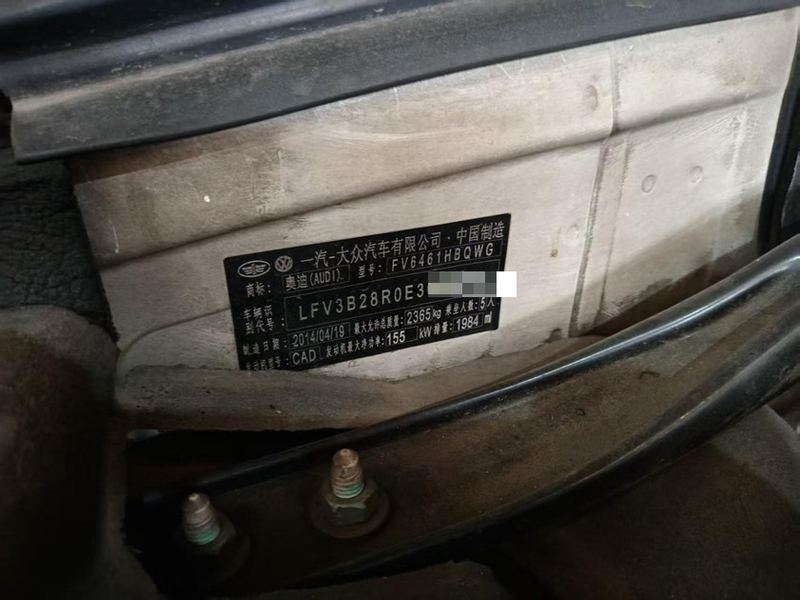 一汽-大众汽车有限公司·中国制造
商标: 奥迪(AUDI) 型号: FV6461HBQWG
车辆识别代号: LFV3B28R0E3
制造日期: 2014/04/19 最大允许总质量: 2365kg 乘坐人数: 5人
发动机型号: CAD 发动机最大净功率: 155 kW 排量: 1984 ml